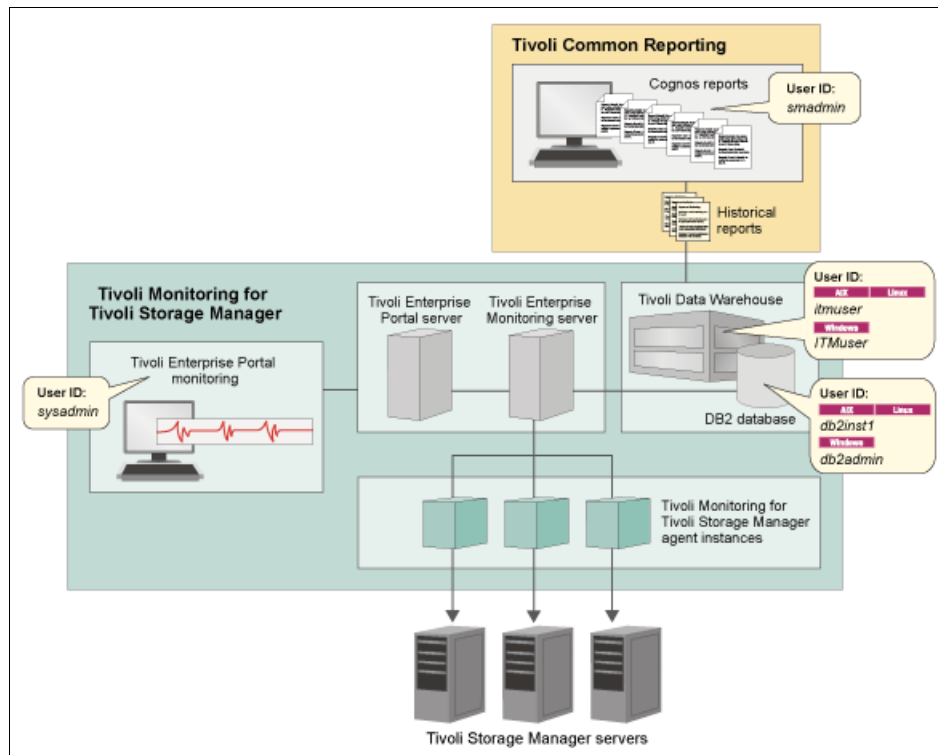 Tivoli Common Reporting
Cognos reports
User ID:
smadmin
Historical
reports
Tivoli Monitoring for
Tivoli Storage Manager
Tivoli Enterprise
Portal server
Tivoli Enterprise
Monitoring server
Tivoli Data Warehouse
User ID:
AIX Linux
itmuser
Windows
ITMuser
Tivoli Enterprise Portal
monitoring
User ID:
sysadmin
DB2 database
User ID:
AIX Linux
db2inst1
Windows
db2admin
Tivoli Monitoring for
Tivoli Storage Manager
agent instances
Tivoli Storage Manager servers